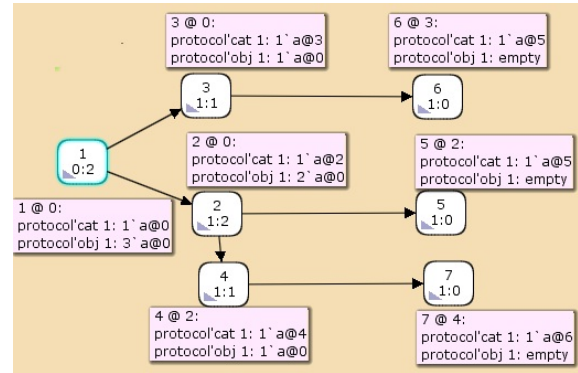 3 @ 0:
protocol'cat 1: 1`a@3
protocol'obj 1: 1`a@0
6 @ 3:
protocol'cat 1: 1`a@5
protocol'obj 1: empty
3
1:1
6
1:0
1
0:2
2 @ 0:
protocol'cat 1: 1`a@2
protocol'obj 1: 2`a@0
5 @ 2:
protocol'cat 1: 1`a@5
protocol'obj 1: empty
1 @ 0:
protocol'cat 1: 1`a@0
protocol'obj 1: 3`a@0
2
1:2
5
1:0
4
1:1
7
1:0
4 @ 2:
protocol'cat 1: 1`a@4
protocol'obj 1: 1`a@0
7 @ 4:
protocol'cat 1: 1`a@6
protocol'obj 1: empty